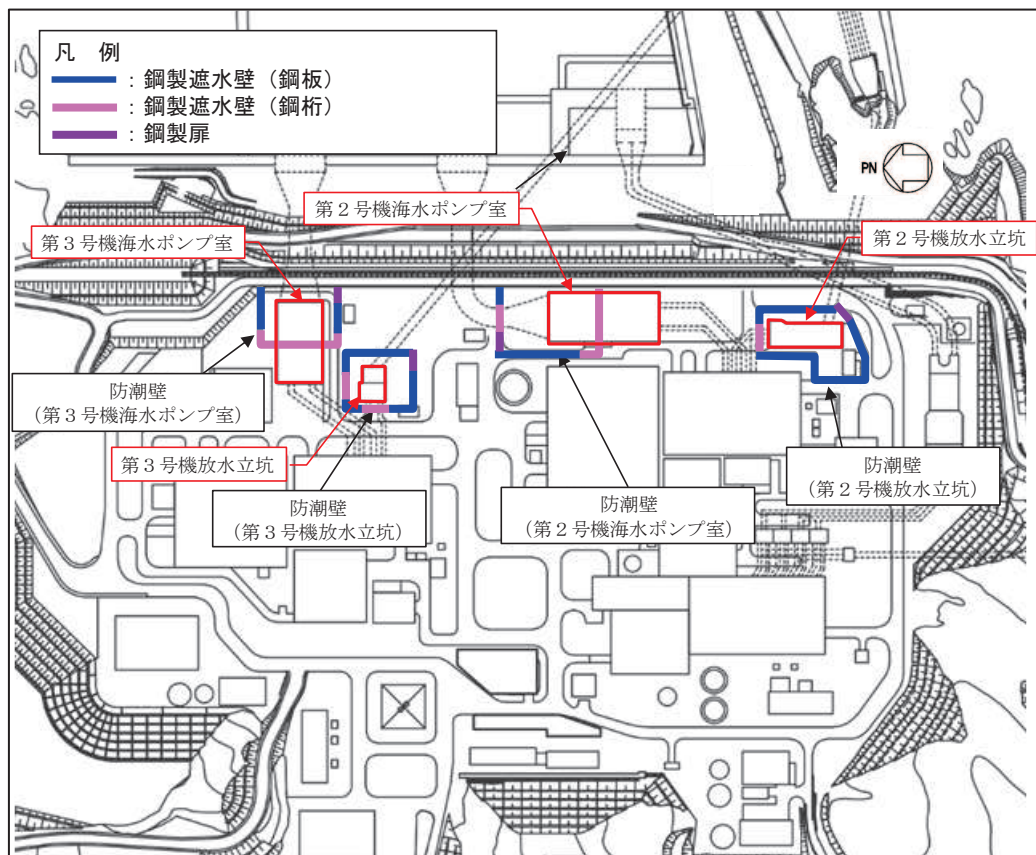 凡 例
：鋼製遮水壁（鋼板）
：鋼製遮水壁（鋼桁）
：鋼製扉
PN
第２号機海水ポンプ室
第３号機海水ポンプ室
第２号機放水立坑
防潮壁
（第３号機海水ポンプ室）
第３号機放水立坑
防潮壁
（第３号機放水立坑）
防潮壁
（第２号機海水ポンプ室）
防潮壁
（第２号機放水立坑）